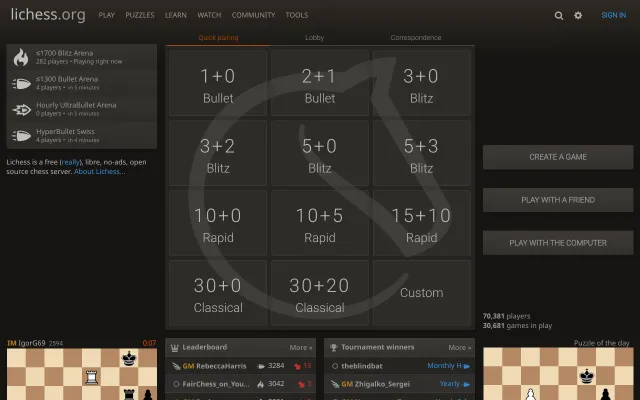 lichess.org
PLAY PUZZLES LEARN WATCH COMMUNITY TOOLS
SIGN IN
≤1700 Blitz Arena
282 players • Playing right now
≤1300 Bullet Arena
4 players • in 5 minutes
Hourly UltraBullet Arena
0 players • in 5 minutes
HyperBullet Swiss
4 players • in 4 minutes
Lichess is a free (really), libre, no-ads, open
source chess server. About Lichess...
Quick pairing Lobby Correspondence
1+0 2+1 3+0
Bullet Bullet Blitz
3+2 5+0 5+3
Blitz Blitz Blitz
10+0 10+5 15+10
Rapid Rapid Rapid
30+0 30+20 Custom
Classical Classical
CREATE A GAME
PLAY WITH A FRIEND
PLAY WITH THE COMPUTER
70,381 players
30,681 games in play
IM IgorG69 2594 0:07
Leaderboard More »
GM RebeccaHarris 3284 13
FairChess_on_You... 3042 3
Tournament winners More »
theblindbat Monthly H
GM Zhigalko_Sergei Yearly
Puzzle of the day